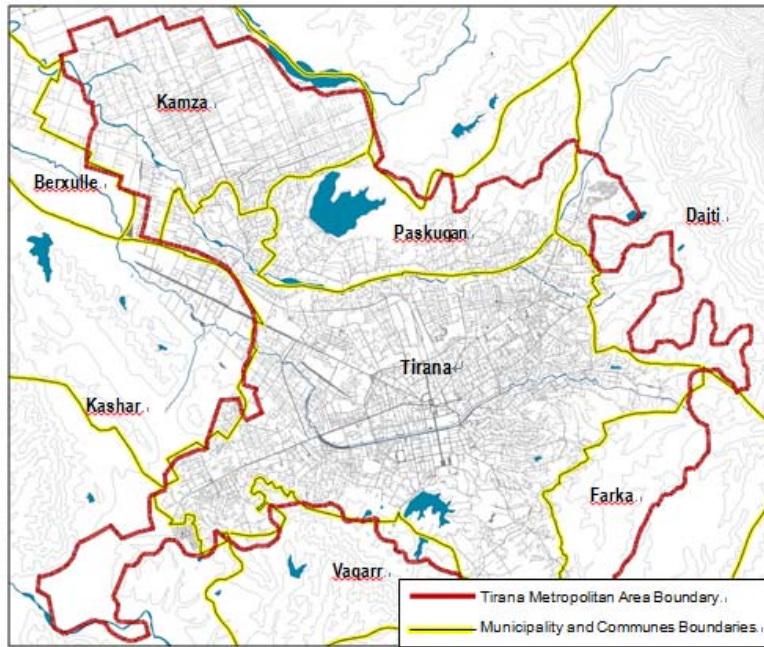 Kamza
Berxulle
Paskuqan
Dajti
Tirana
Kashar
Farka
Vaqarr
Tirana Metropolitan Area Boundary.
Municipality and Communes Boundaries.